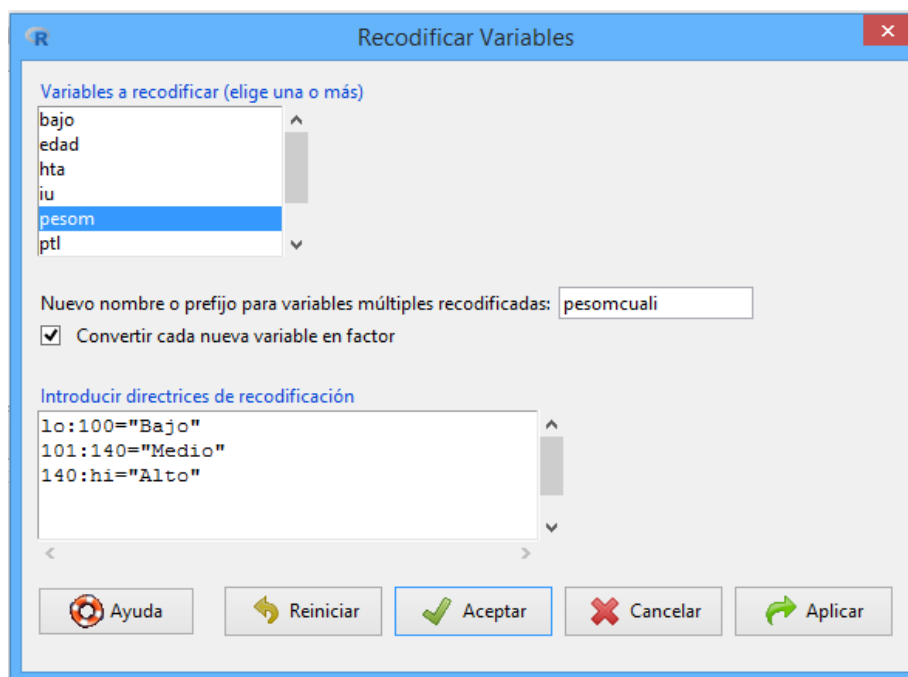 R
Recodificar Variables
Variables a recodificar (elige una o más)
bajo
edad
hta
iu
pesom
ptl
Nuevo nombre o prefijo para variables múltiples recodificadas: pesomcuali
Convertir cada nueva variable en factor
Introducir directrices de recodificación
lo:100="Bajo"
101:140="Medio"
140:hi="Alto"
Ayuda Reiniciar Aceptar Cancelar Aplicar